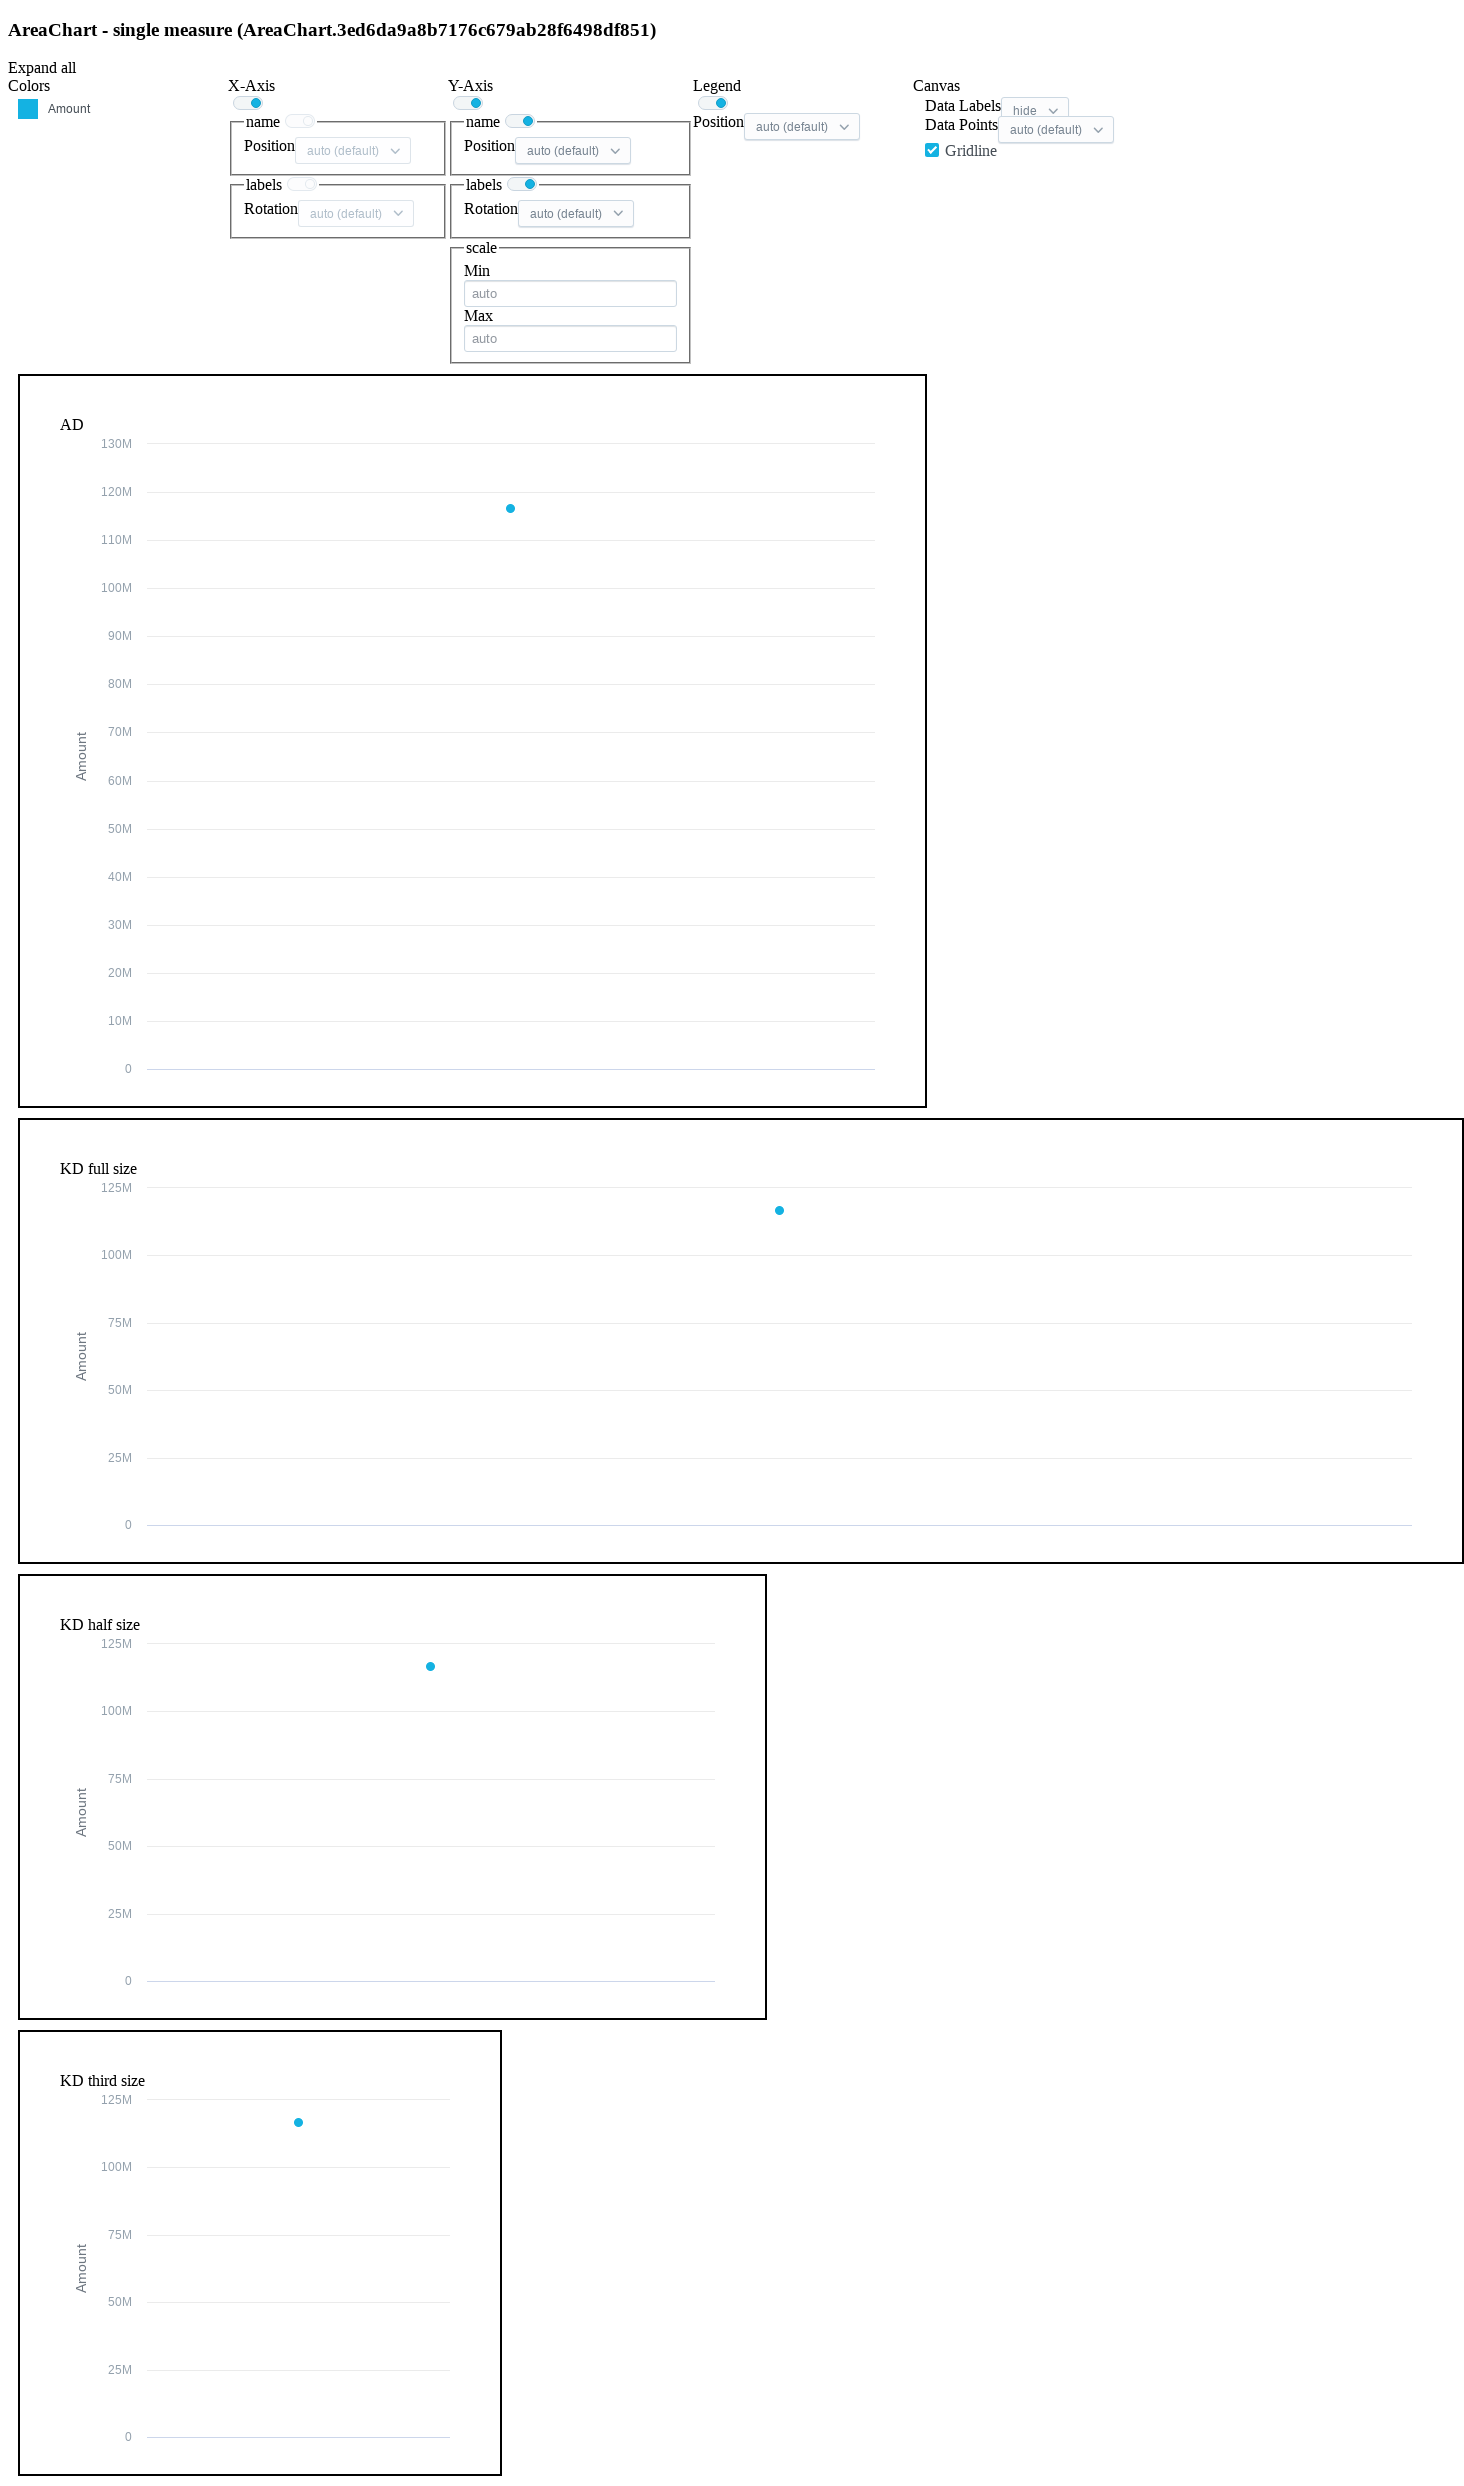 AreaChart - single measure (AreaChart.3ed6da9a8b7176c679ab28f6498df851)
Expand all
Colors
Amount
X-Axis
name
Position auto (default)
labels
Rotation auto (default)
Y-Axis
name
Position auto (default)
labels
Rotation auto (default)
scale
Min
auto
Max
auto
Legend
Position auto (default)
Canvas
Data Labels hide
Data Points auto (default)
Gridline
AD
130M
120M
110M
100M
90M
80M
70M
60M
50M
40M
30M
20M
10M
0
Amount
KD full size
125M
100M
75M
50M
25M
0
Amount
KD half size
125M
100M
75M
50M
25M
0
Amount
KD third size
125M
100M
75M
50M
25M
0
Amount